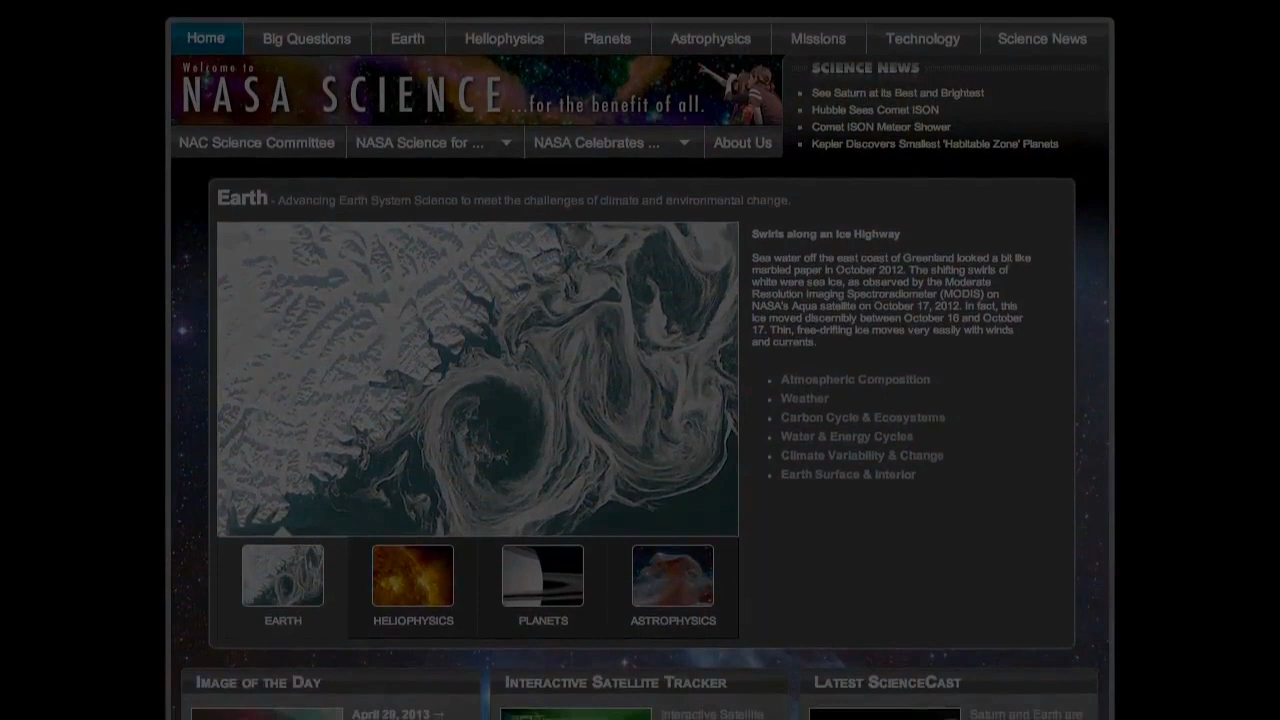 Home
Big Questions
Earth
Heliophysics
Planets
Astrophysics
Missions
Technology
Science News
Welcome to
NASA SCIENCE ...for the benefit of all.
SCIENCE NEWS
See Saturn at its Best and Brightest
Hubble Sees Comet ISON
Comet ISON Meteor Shower
Kepler Discovers Smallest 'Habitable Zone' Planets
NAC Science Committee
NASA Science for ...
NASA Celebrates ...
About Us
Earth - Advancing Earth System Science to meet the challenges of climate and environmental change.
Swirls along an Ice Highway
Sea water off the east coast of Greenland looked a bit like
marbled paper in October 2012. The shifting swirls of
white were sea ice, as observed by the Moderate
Resolution Imaging Spectroradiometer (MODIS) on
NASA's Aqua satellite on October 17, 2012. In fact, this
ice moved discernibly between October 16 and October
17. Thin, free-drifting ice moves very easily with winds
and currents.
Atmospheric Composition
Weather
Carbon Cycle & Ecosystems
Water & Energy Cycles
Climate Variability & Change
Earth Surface & Interior
EARTH
HELIOPHYSICS
PLANETS
ASTROPHYSICS
IMAGE OF THE DAY
April 29, 2013 →
INTERACTIVE SATELLITE TRACKER
Interactive Satellite
LATEST SCIENCECAST
Saturn and Earth are